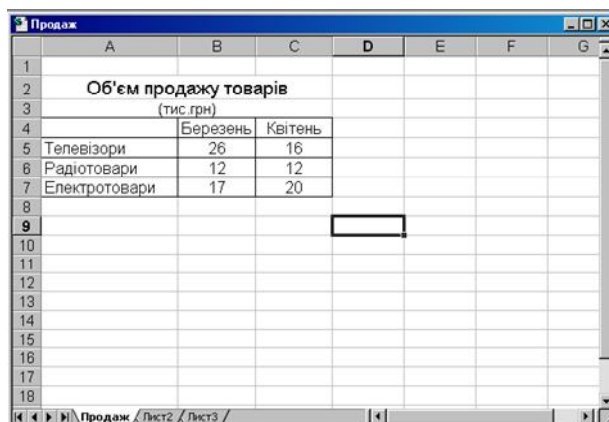 Продаж
A B C D E F G
1
2 Об'єм продажу товарів
3 (тис.грн)
4 Березень Квітень
5 Телевізори 26 16
6 Радіотовари 12 12
7 Електротовари 17 20
8
9
10
11
12
13
14
15
16
17
18
Продаж / Лист2 / Лист3 /